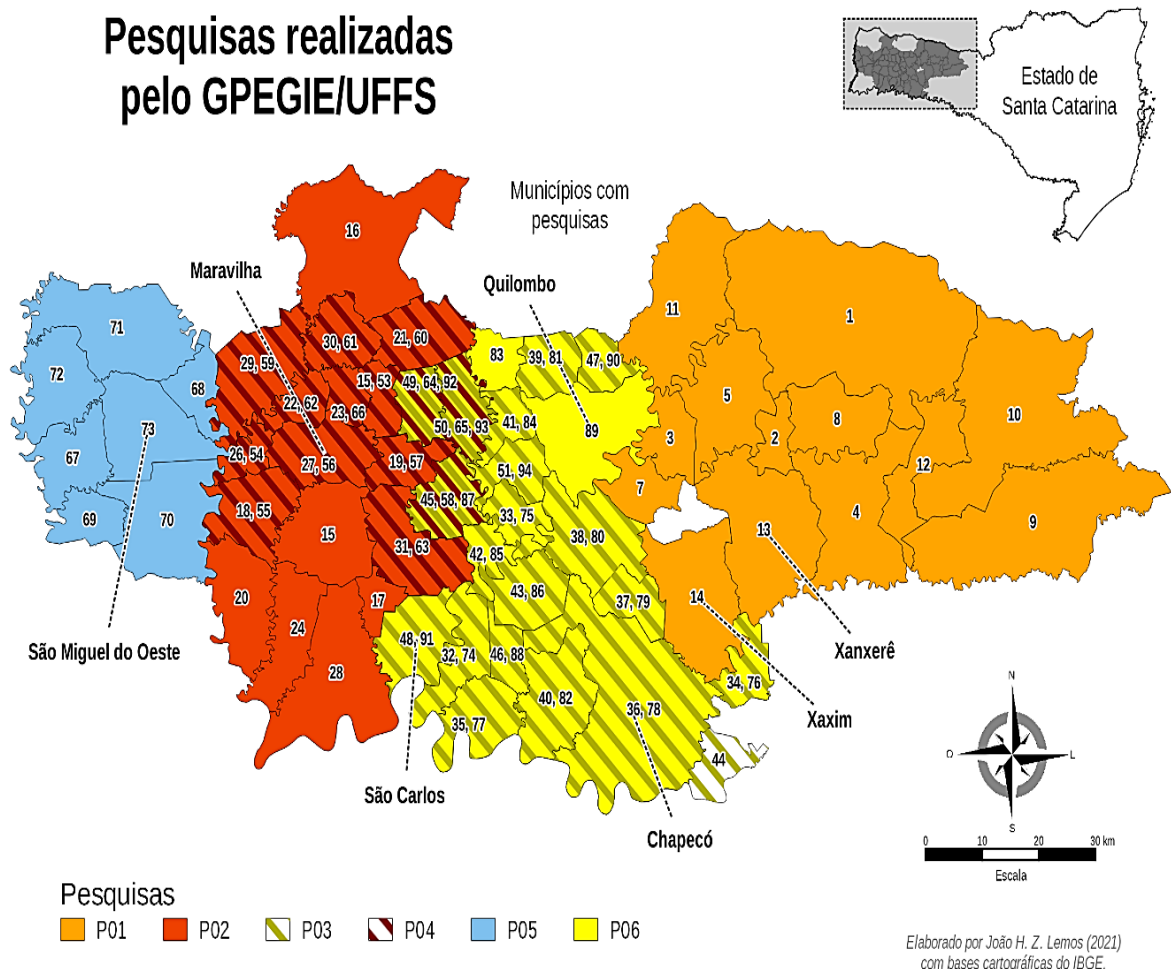 Pesquisas realizadas
pelo GPEGIE/UFFS
Estado de
Santa Catarina
Municípios com
pesquisas
16
Maravilha
Quilombo
11
1
71
30, 61
21, 60
83
39, 81
47, 90
29, 59
72
68
15, 53
49, 64, 92
5
22, 62
23, 66
50, 65, 93
41, 84
89
10
73
3
2
8
67
26, 54
27, 56
19, 57
51, 94
12
7
45, 58, 87
69
70
18, 55
33, 75
4
9
15
31, 63
42, 85
38, 80
13
20
17
43, 86
37, 79
14
24
48, 91
32, 74
46, 88
São Miguel do Oeste
Xanxerê
28
40, 82
36, 78
34, 76
35, 77
Xaxim
44
São Carlos
Chapecó
N
O
L
S
0 10 20 30 km
Escala
Pesquisas
P01 P02 P03 P04 P05 P06
Elaborado por João H. Z. Lemos (2021)
com bases cartográficas do IBGE.